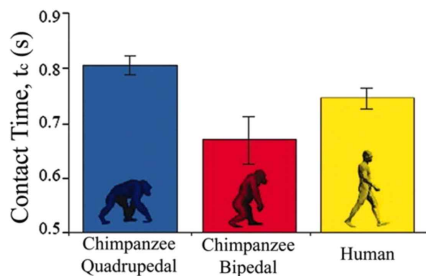 Contact Time, tc (s)
0.9
0.8
0.7
0.6
0.5
Chimpanzee
Quadrupedal
Chimpanzee
Bipedal
Human